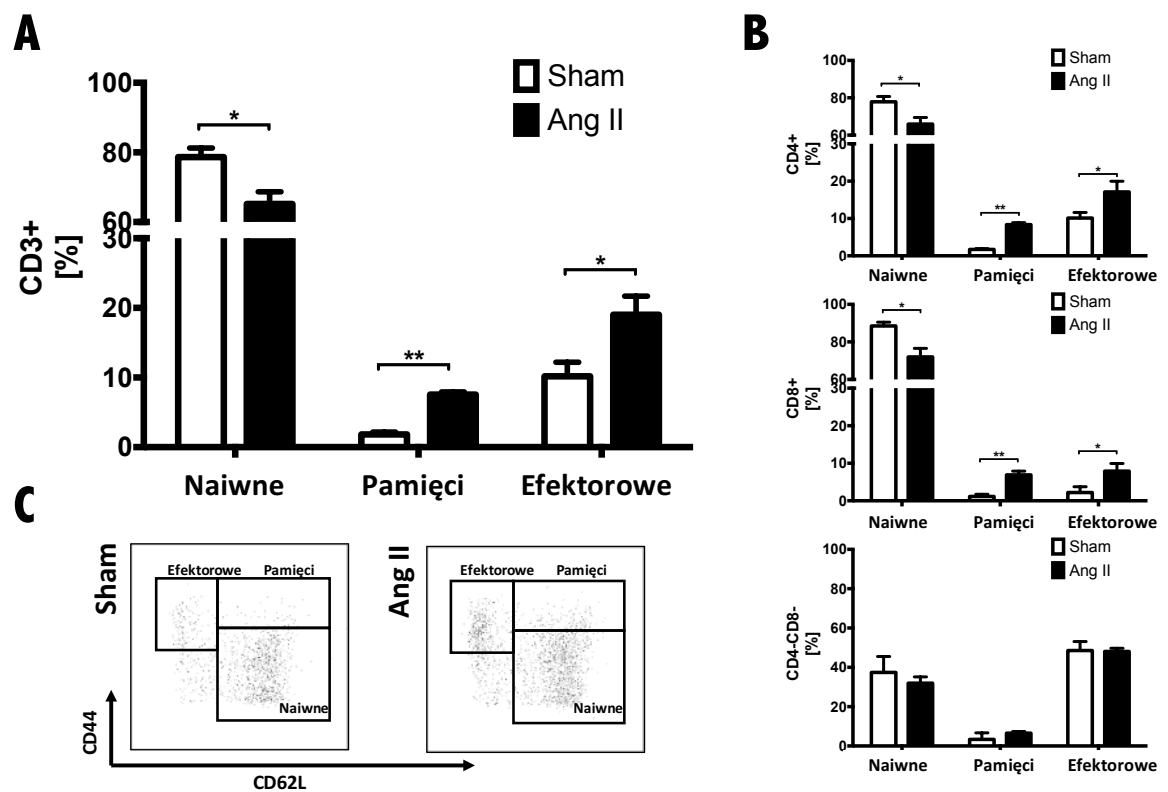 A
Sham
Ang II
CD3+
[%]
100
80
60
30
20
10
0
*
**
*
Naiwne
Pamięci
Efektorowe
B
Sham
Ang II
CD4+
[%]
100
80
60
30
20
10
0
*
**
*
Naiwne
Pamięci
Efektorowe
Sham
Ang II
CD8+
[%]
100
80
60
30
20
10
0
*
**
*
Naiwne
Pamięci
Efektorowe
Sham
Ang II
CD4-CD8-
[%]
100
80
60
40
20
0
Naiwne
Pamięci
Efektorowe
C
Sham
Efektorowe
Pamięci
Naiwne
Ang II
Efektorowe
Pamięci
Naiwne
CD44
CD62L